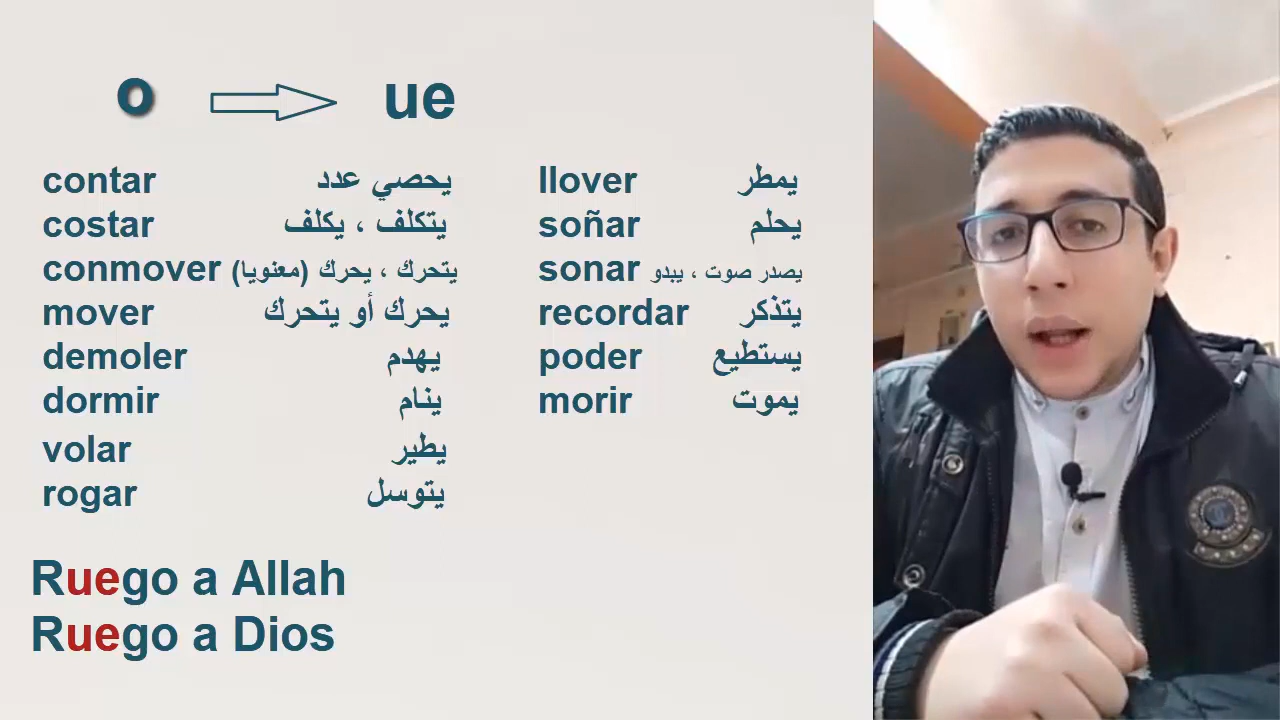 o ue
contar يحصي عدد
costar يتكلف ، يكلف
conmover يتحرك ، يحرك (معنويا)
mover يحرك أو يتحرك
demoler يهدم
dormir ينام
volar يطير
rogar يتوسل
llover يمطر
soñar يحلم
sonar يصدر صوت ، يبدو
recordar يتذكر
poder يستطيع
morir يموت
Ruego a Allah
Ruego a Dios